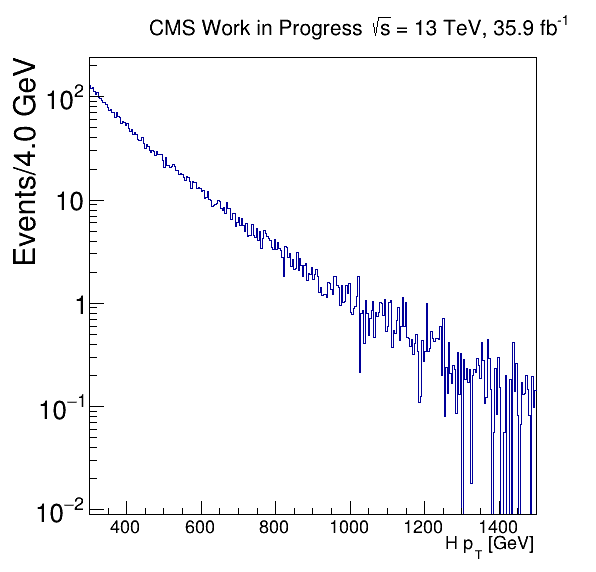 CMS Work in Progress √s = 13 TeV, 35.9 fb⁻¹
Events/4.0 GeV
10²
10
1
10⁻¹
10⁻²
400 600 800 1000 1200 1400
H p_T [GeV]